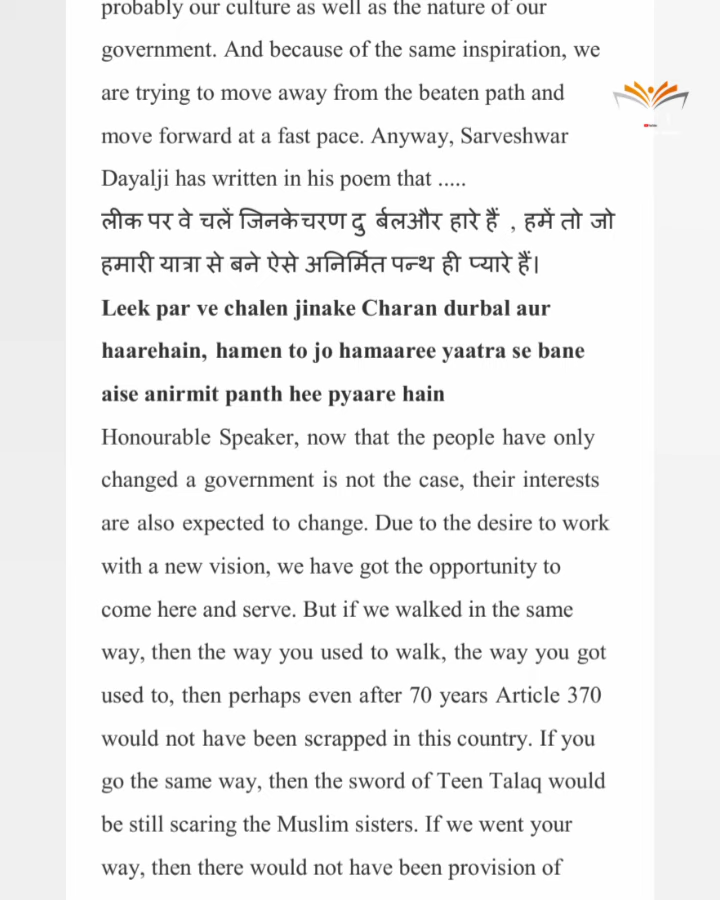 probably our culture as well as the nature of our
government. And because of the same inspiration, we
are trying to move away from the beaten path and
move forward at a fast pace. Anyway, Sarveshwar
Dayalji has written in his poem that .....
लीक पर वे चलें जिनके चरण दु र्बलऔर हारे हैं , हमें तो जो
हमारी यात्रा से बने ऐसे अनिर्मित पन्थ ही प्यारे हैं।
Leek par ve chalen jinake Charan durbal aur
haarehain, hamen to jo hamaaree yaatra se bane
aise anirmit panth hee pyaare hain
Honourable Speaker, now that the people have only
changed a government is not the case, their interests
are also expected to change. Due to the desire to work
with a new vision, we have got the opportunity to
come here and serve. But if we walked in the same
way, then the way you used to walk, the way you got
used to, then perhaps even after 70 years Article 370
would not have been scrapped in this country. If you
go the same way, then the sword of Teen Talaq would
be still scaring the Muslim sisters. If we went your
way, then there would not have been provision of